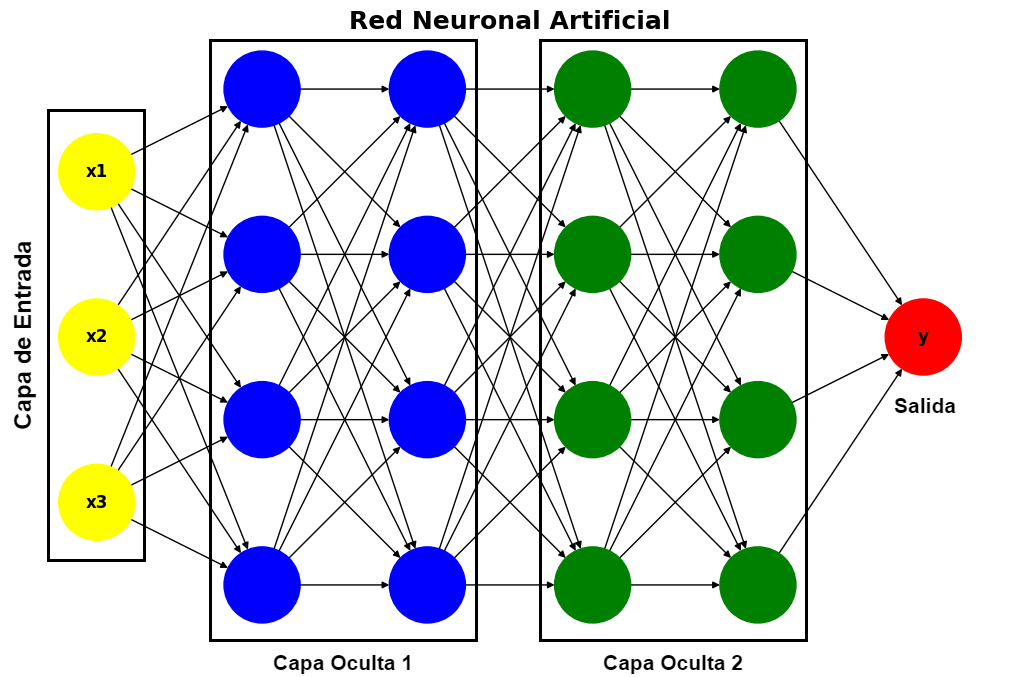 Red Neuronal Artificial
Capa de Entrada
x1
x2
x3
y
Salida
Capa Oculta 1
Capa Oculta 2